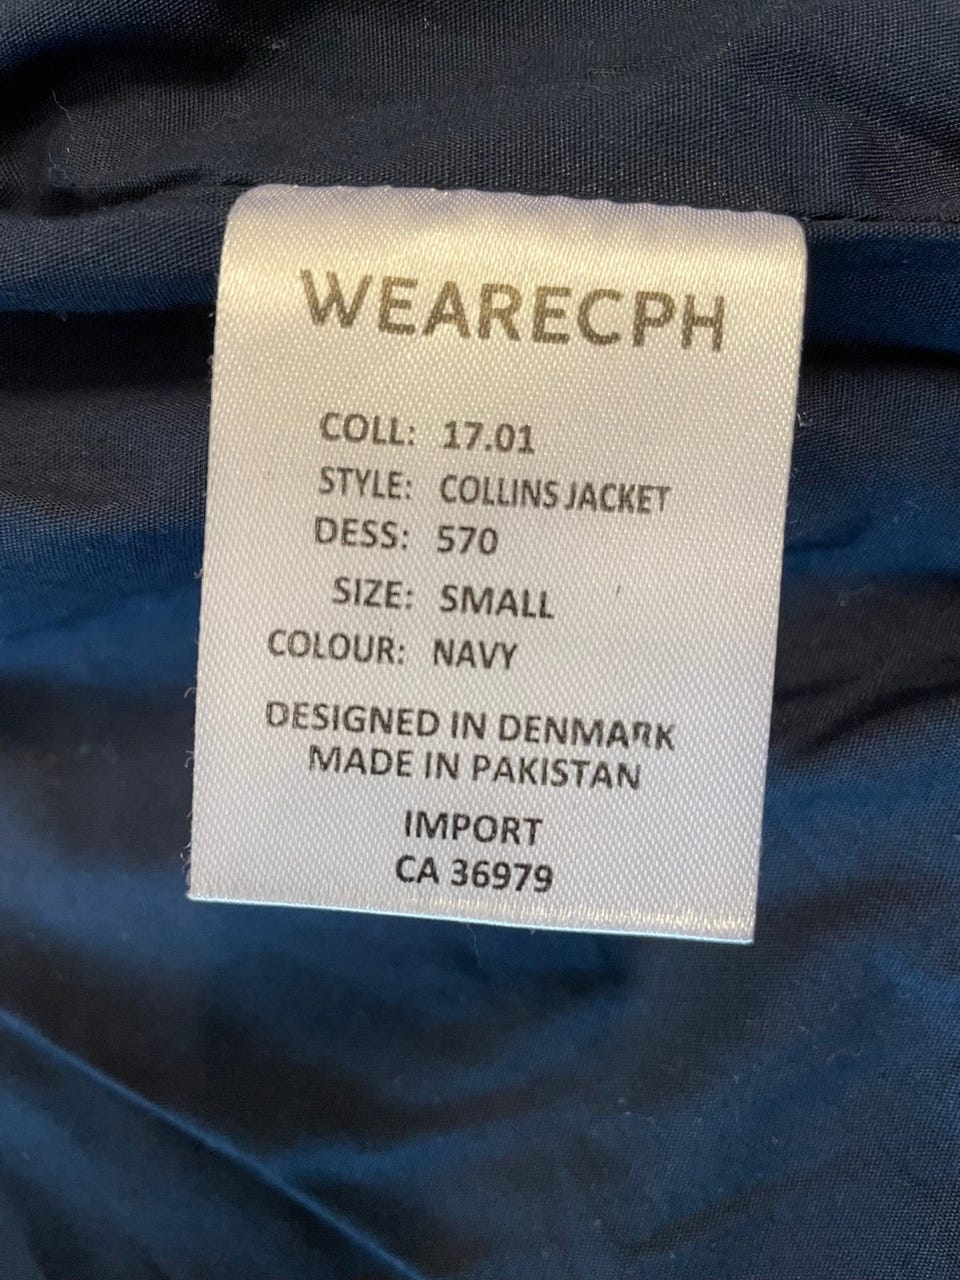 WEARECPH
COLL: 17.01
STYLE: COLLINS JACKET
DESS: 570
SIZE: SMALL
COLOUR: NAVY
DESIGNED IN DENMARK
MADE IN PAKISTAN
IMPORT
CA 36979